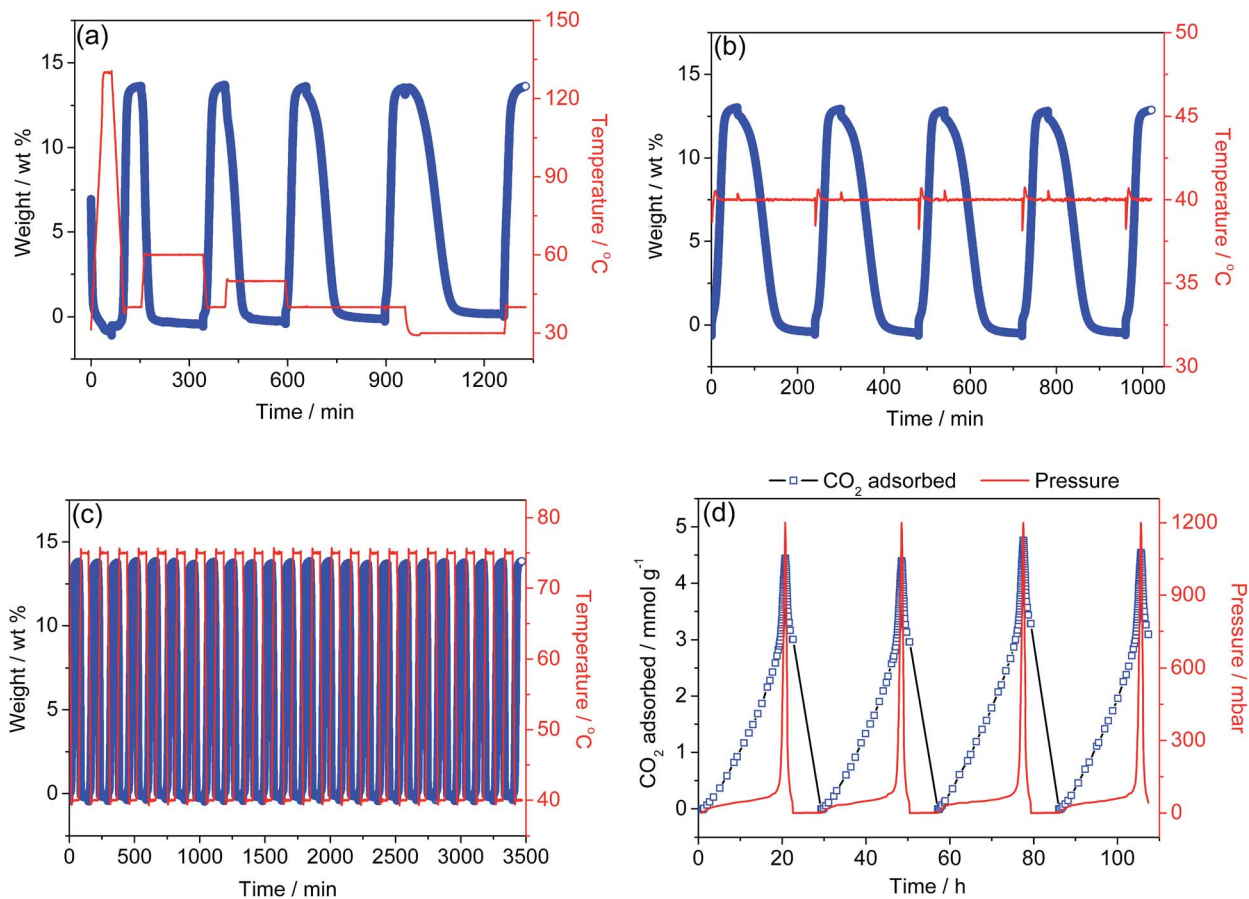 (a)
Weight / wt %
15
10
5
0
0 300 600 900 1200
Time / min
150
120
90
60
30
Temperature / °C
(b)
Weight / wt %
15
10
5
0
0 200 400 600 800 1000
Time / min
50
45
40
35
30
Temperature / °C
(c)
Weight / wt %
15
10
5
0
0 500 1000 1500 2000 2500 3000 3500
Time / min
80
70
60
50
40
Temperature / °C
CO₂ adsorbed Pressure
(d)
CO₂ adsorbed / mmol g⁻¹
5
4
3
2
1
0
0 20 40 60 80 100
Time / h
1200
900
600
300
0
Pressure / mbar